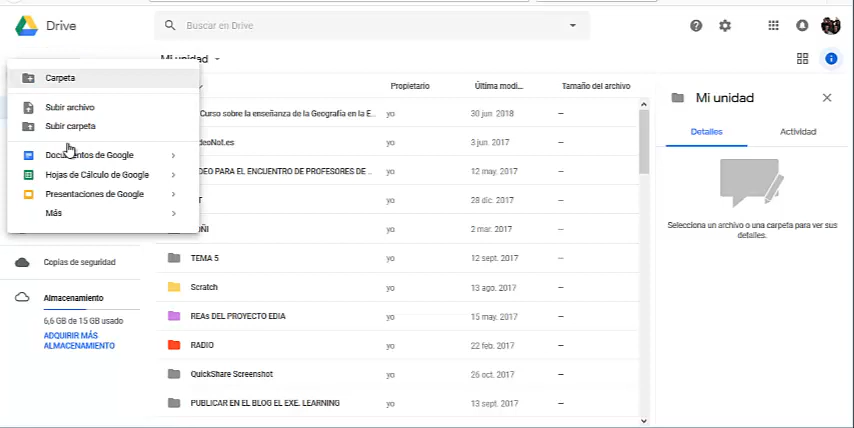 Drive
Buscar en Drive
Mi unidad
Carpeta
Subir archivo
Subir carpeta
Documentos de Google
Hojas de Cálculo de Google
Presentaciones de Google
Más
Copias de seguridad
Almacenamiento
6,6 GB de 15 GB usado
ADQUIRIR MÁS
ALMACENAMIENTO
Propietario Última modi... Tamaño del archivo
Curso sobre la enseñanza de la Geografía en la E... yo 30 jun. 2018 —
deoNot.es yo 3 jun. 2017 —
DEO PARA EL ENCUENTRO DE PROFESORES DE ... yo 12 may. 2017 —
yo 28 dic. 2017 —
yo 2 mar. 2017 —
TEMA 5 yo 12 sept. 2017 —
Scratch yo 13 ago. 2017 —
REAs DEL PROYECTO EDIA yo 15 may. 2017 —
RADIO yo 22 feb. 2017 —
QuickShare Screenshot yo 26 oct. 2017 —
PUBLICAR EN EL BLOG EL EXE. LEARNING yo 13 sept. 2017 —
Mi unidad
Detalles Actividad
Selecciona un archivo o una carpeta para ver sus
detalles.